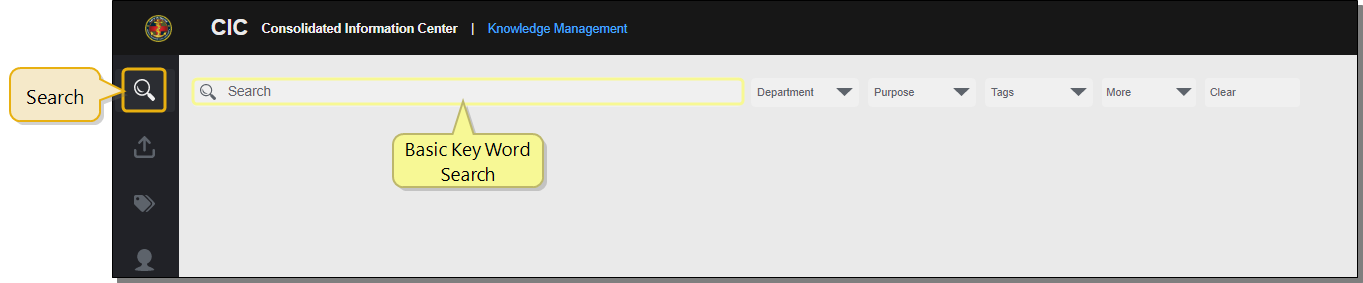 CIC Consolidated Information Center | Knowledge Management
Search
Search
Department
Purpose
Tags
More
Clear
Basic Key Word
Search